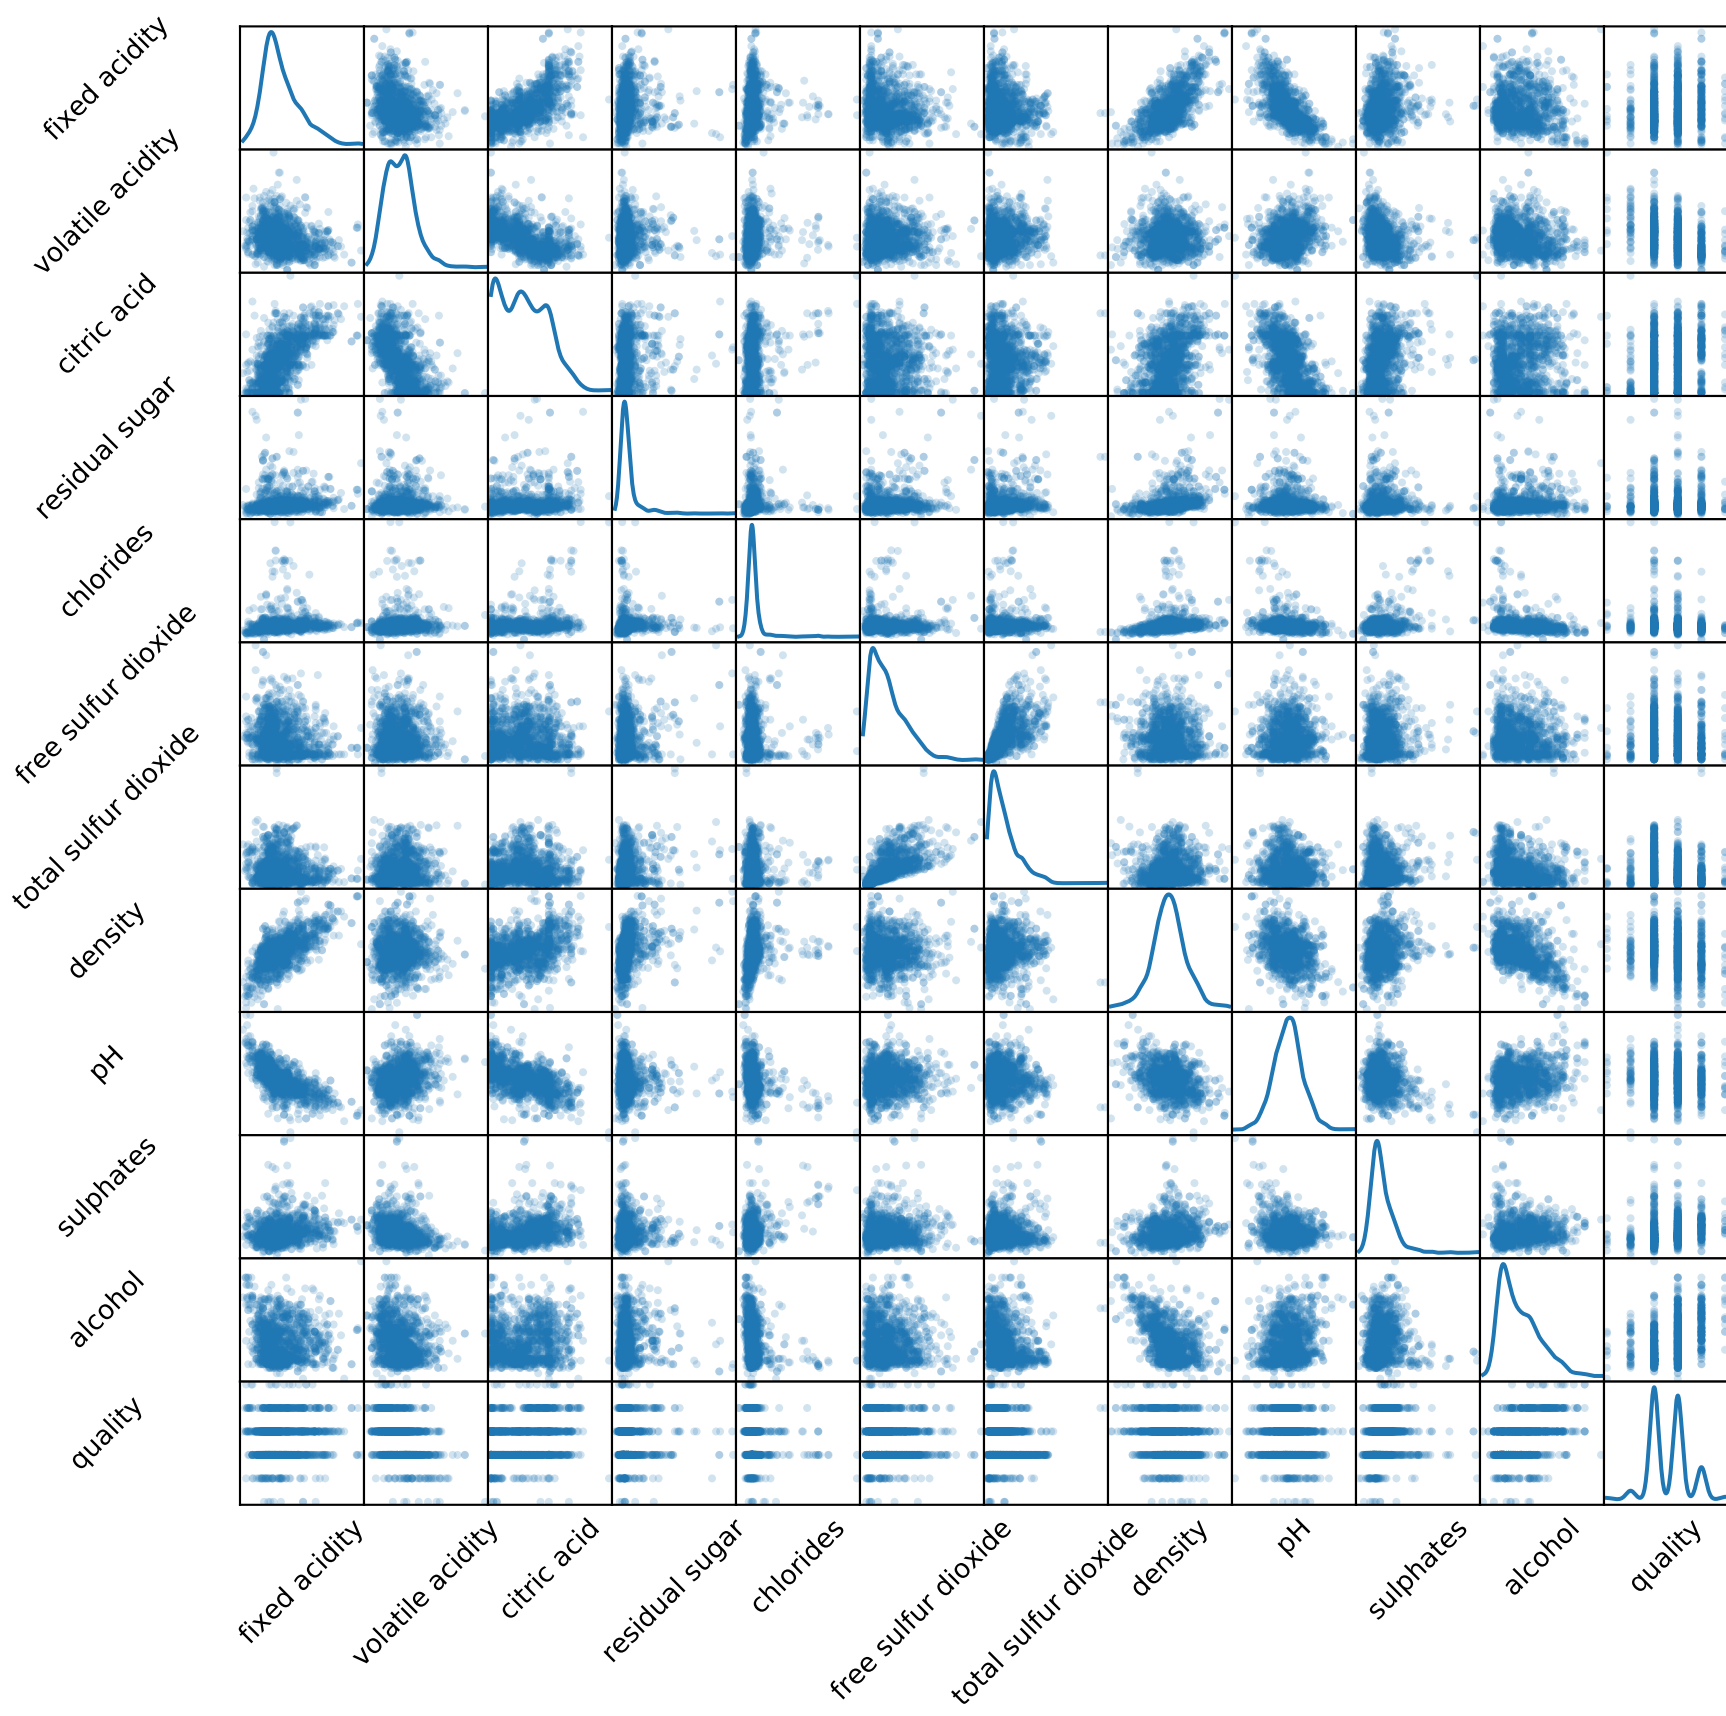 fixed acidity
volatile acidity
citric acid
residual sugar
chlorides
free sulfur dioxide
total sulfur dioxide
density
pH
sulphates
alcohol
quality
fixed acidity
volatile acidity
citric acid
residual sugar
chlorides
free sulfur dioxide
total sulfur dioxide
density
pH
sulphates
alcohol
quality